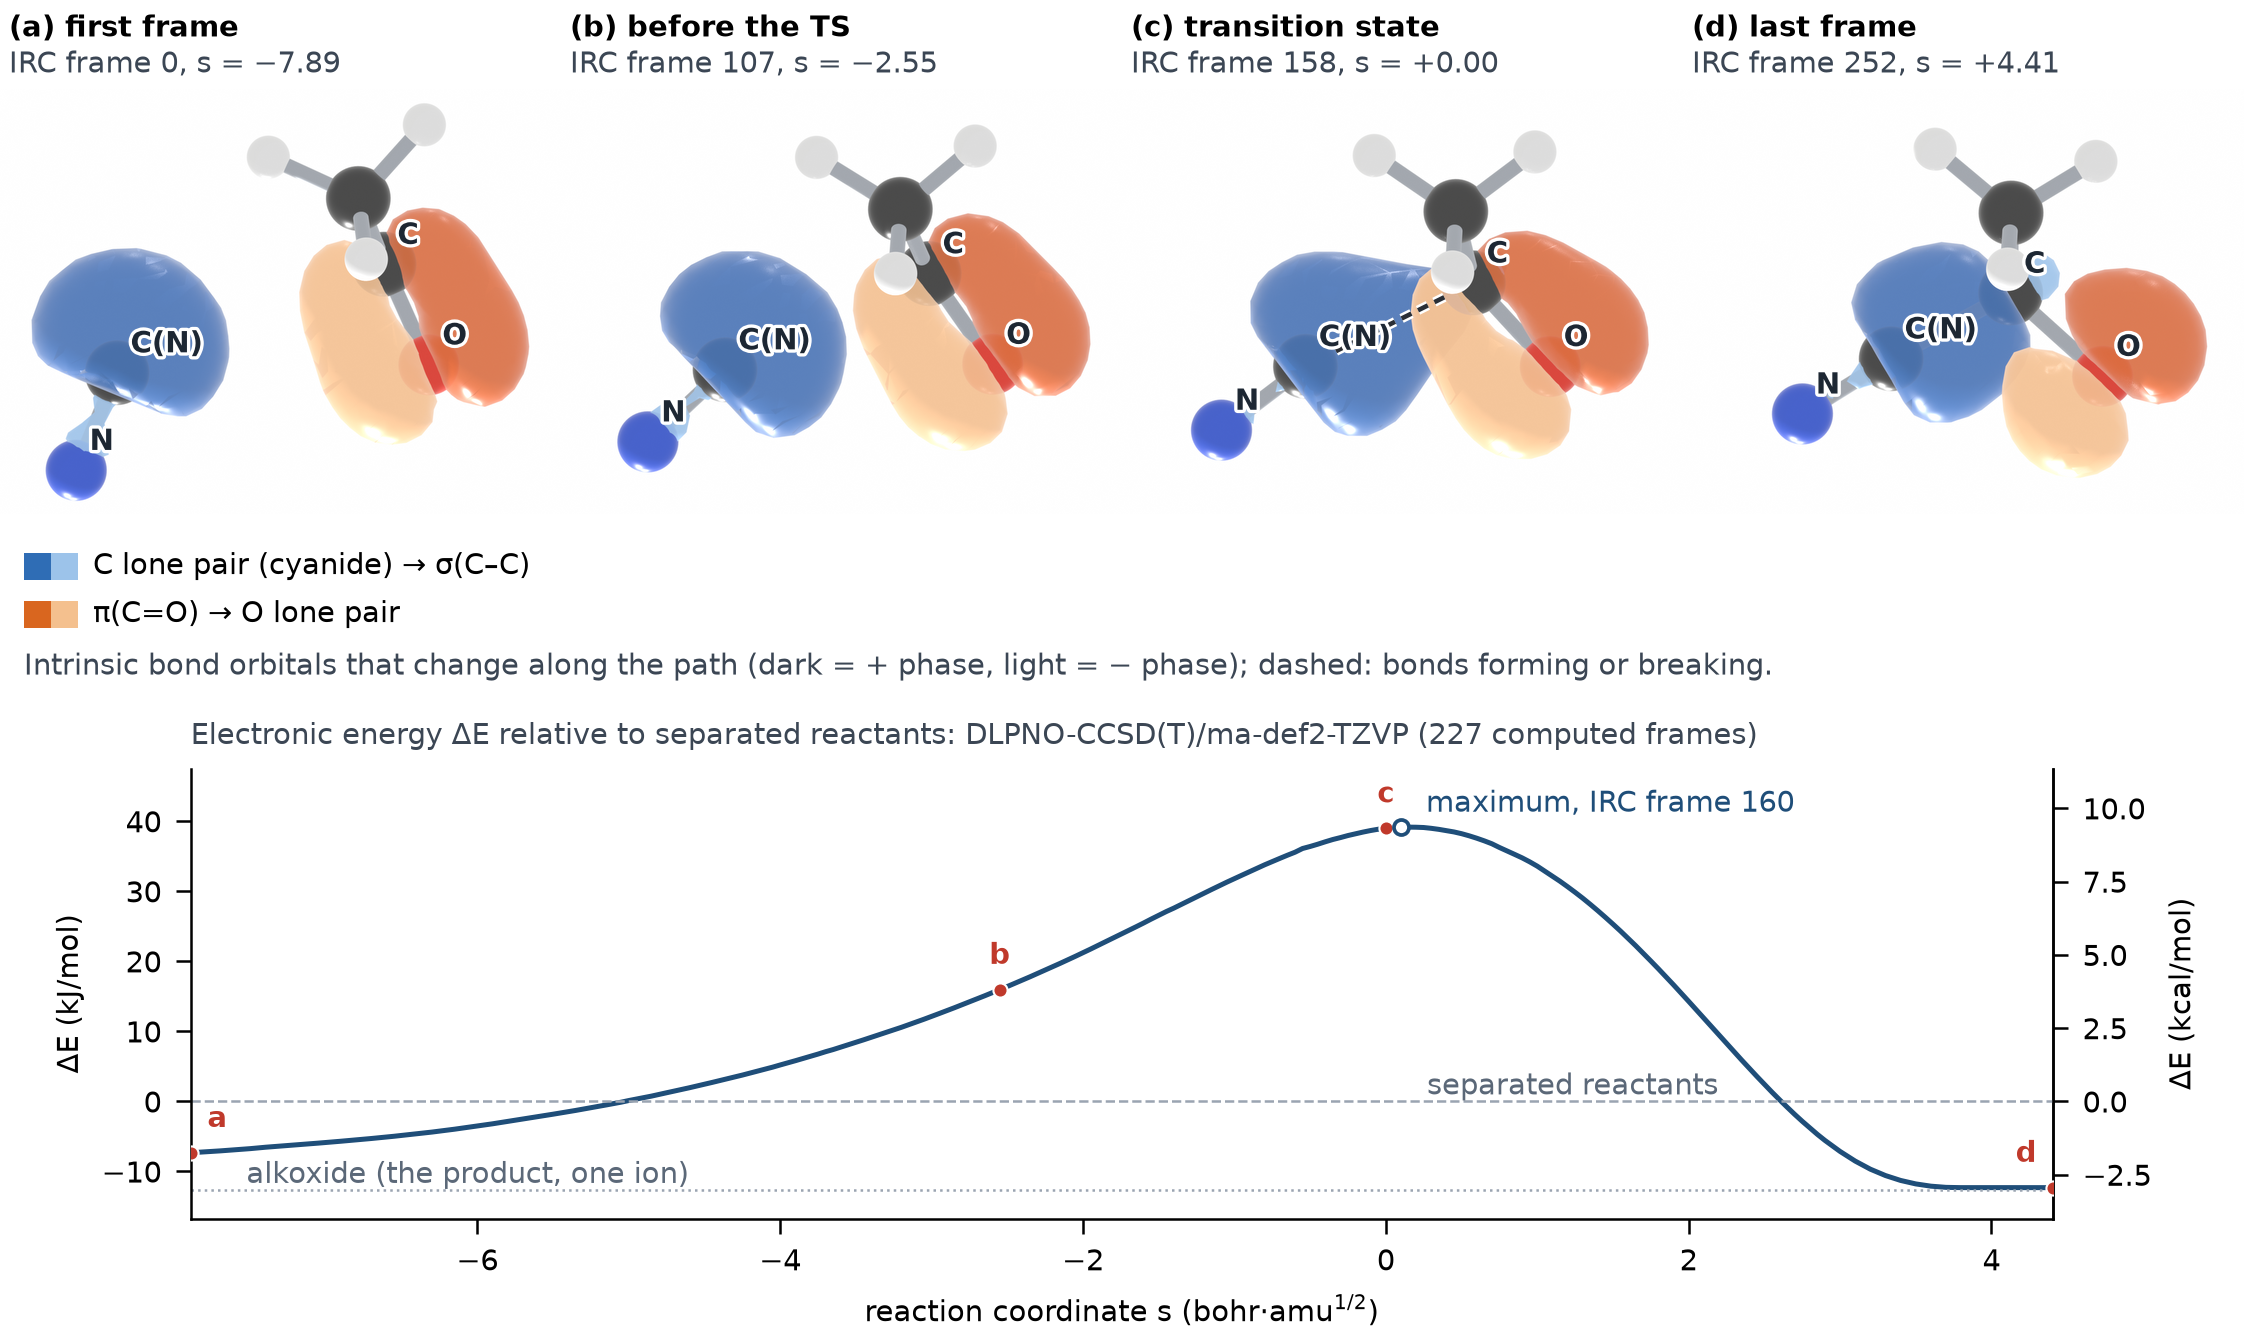 (a) first frame
IRC frame 0, s = −7.89
(b) before the TS
IRC frame 107, s = −2.55
(c) transition state
IRC frame 158, s = +0.00
(d) last frame
IRC frame 252, s = +4.41
C
C(N)
O
N
C
C(N)
O
N
C
C(N)
O
N
C
C(N)
O
N
C lone pair (cyanide) → σ(C–C)
π(C=O) → O lone pair
Intrinsic bond orbitals that change along the path (dark = + phase, light = − phase); dashed: bonds forming or breaking.
Electronic energy ΔE relative to separated reactants: DLPNO-CCSD(T)/ma-def2-TZVP (227 computed frames)
c
maximum, IRC frame 160
b
separated reactants
a
d
alkoxide (the product, one ion)
40
30
20
10
0
−10
ΔE (kJ/mol)
10.0
7.5
5.0
2.5
0.0
−2.5
ΔE (kcal/mol)
−6
−4
−2
0
2
4
reaction coordinate s (bohr·amu1/2)